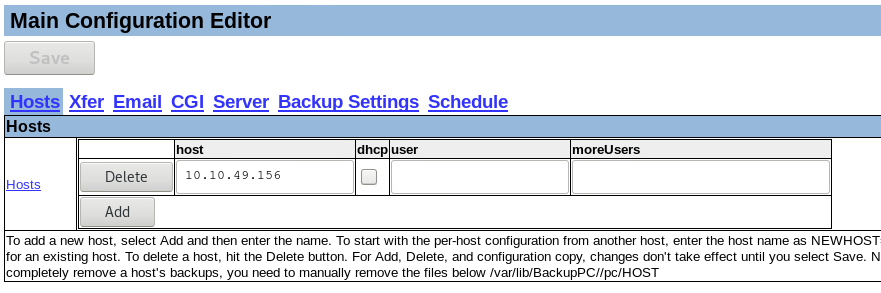 Main Configuration Editor
Save
Hosts Xfer Email CGI Server Backup Settings Schedule
Hosts
host dhcp user moreUsers
Hosts Delete 10.10.49.156
Add
To add a new host, select Add and then enter the name. To start with the per-host configuration from another host, enter the host name as NEWHOST
for an existing host. To delete a host, hit the Delete button. For Add, Delete, and configuration copy, changes don't take effect until you select Save. N
completely remove a host's backups, you need to manually remove the files below /var/lib/BackupPC//pc/HOST